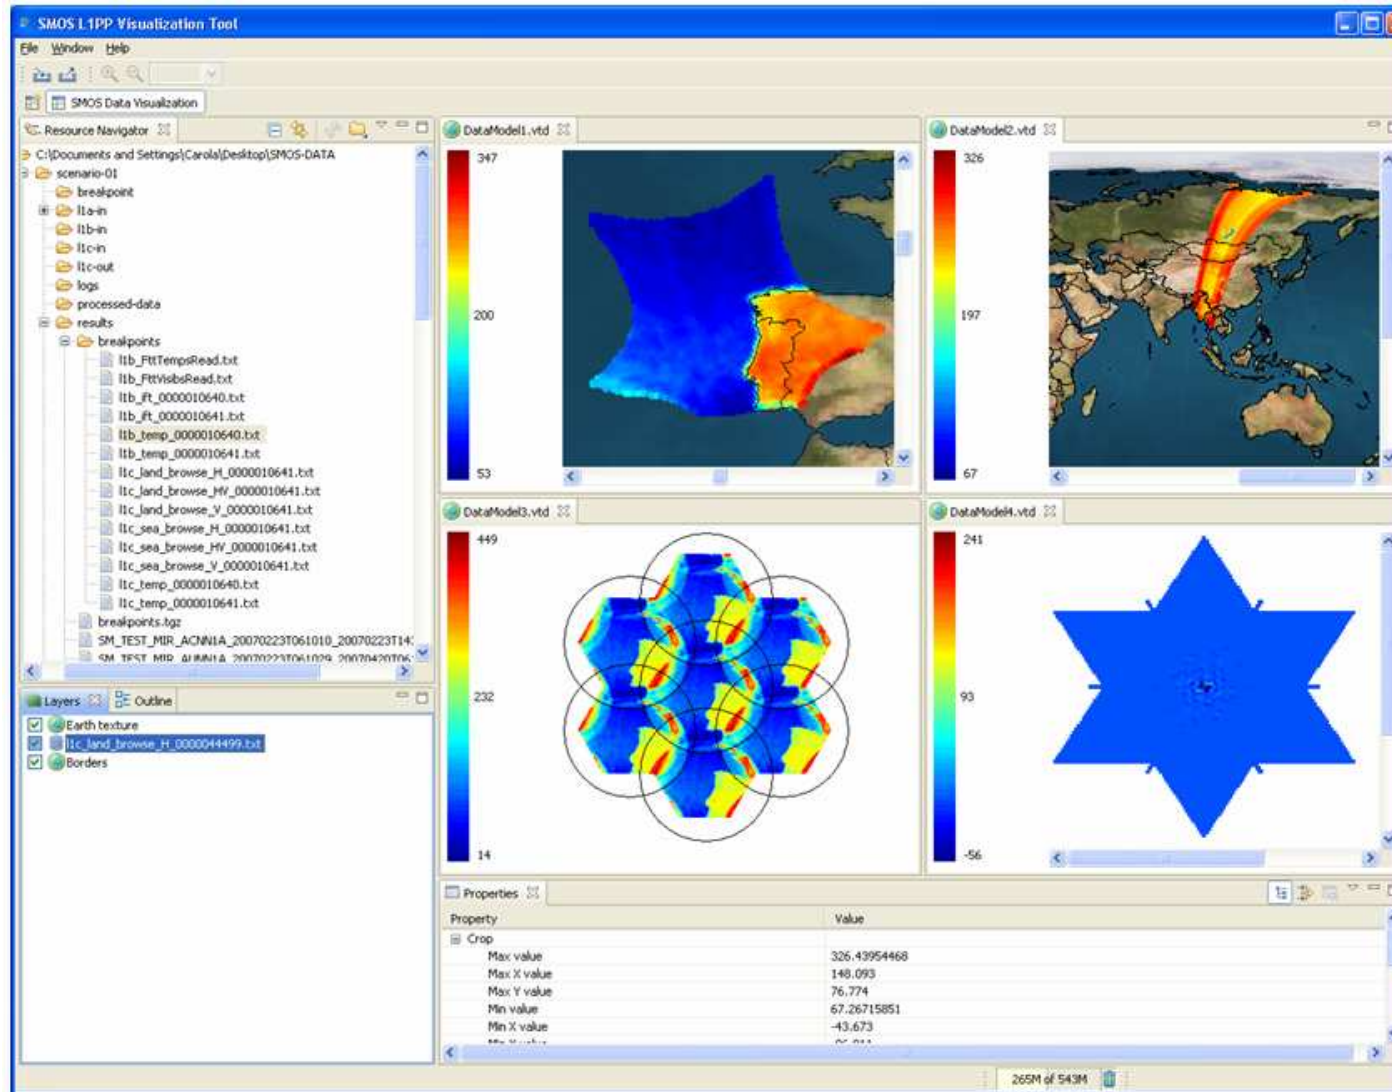 SMOS L1PP Visualization Tool
File Window Help
SMOS Data Visualization
Resource Navigator
C:\Documents and Settings\Carola\Desktop\SMOS-DATA
scenario-01
breakpoint
l1a-in
l1b-in
l1c-in
l1c-out
logs
processed-data
results
breakpoints
l1b_FttTempsRead.txt
l1b_FttVisibsRead.txt
l1b_ift_0000010640.txt
l1b_ift_0000010641.txt
l1b_temp_0000010640.txt
l1b_temp_0000010641.txt
l1c_land_browse_H_0000010641.txt
l1c_land_browse_HV_0000010641.txt
l1c_land_browse_V_0000010641.txt
l1c_sea_browse_H_0000010641.txt
l1c_sea_browse_HV_0000010641.txt
l1c_sea_browse_V_0000010641.txt
l1c_temp_0000010640.txt
l1c_temp_0000010641.txt
breakpoints.tgz
SM_TEST_MIR_ACNN1A_20070223T061010_20070223T14
SM_TEST_MIR_AUNN1A_20070223T061029_20070420T06
Layers Outline
Earth texture
l1c_land_browse_H_0000044499.txt
Borders
DataModel1.vtd
347
200
53
DataModel2.vtd
326
197
67
DataModel3.vtd
449
232
14
DataModel4.vtd
241
93
-56
Properties
Property Value
Crop
Max value 326.43954468
Max X value 148.093
Max Y value 76.774
Min value 67.26715851
Min X value -43.673
265M of 543M